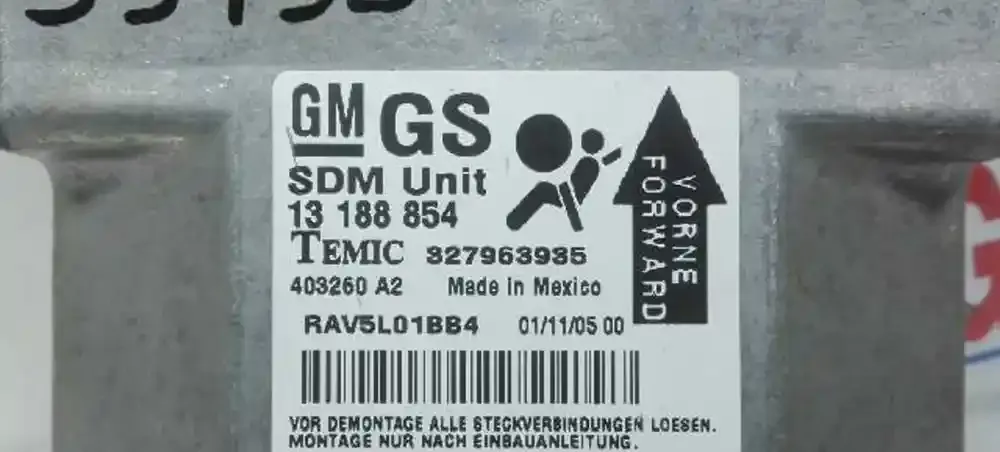 GM GS
SDM Unit
13 188 854
TEMIC 327963935
403260 A2 Made in Mexico
RAV5L01BB4 01/11/05 00
VORNE
FORWARD
VOR DEMONTAGE ALLE STECKVERBINDUNGEN LOESEN.
MONTAGE NUR NACH EINBAUANLEITUNG.